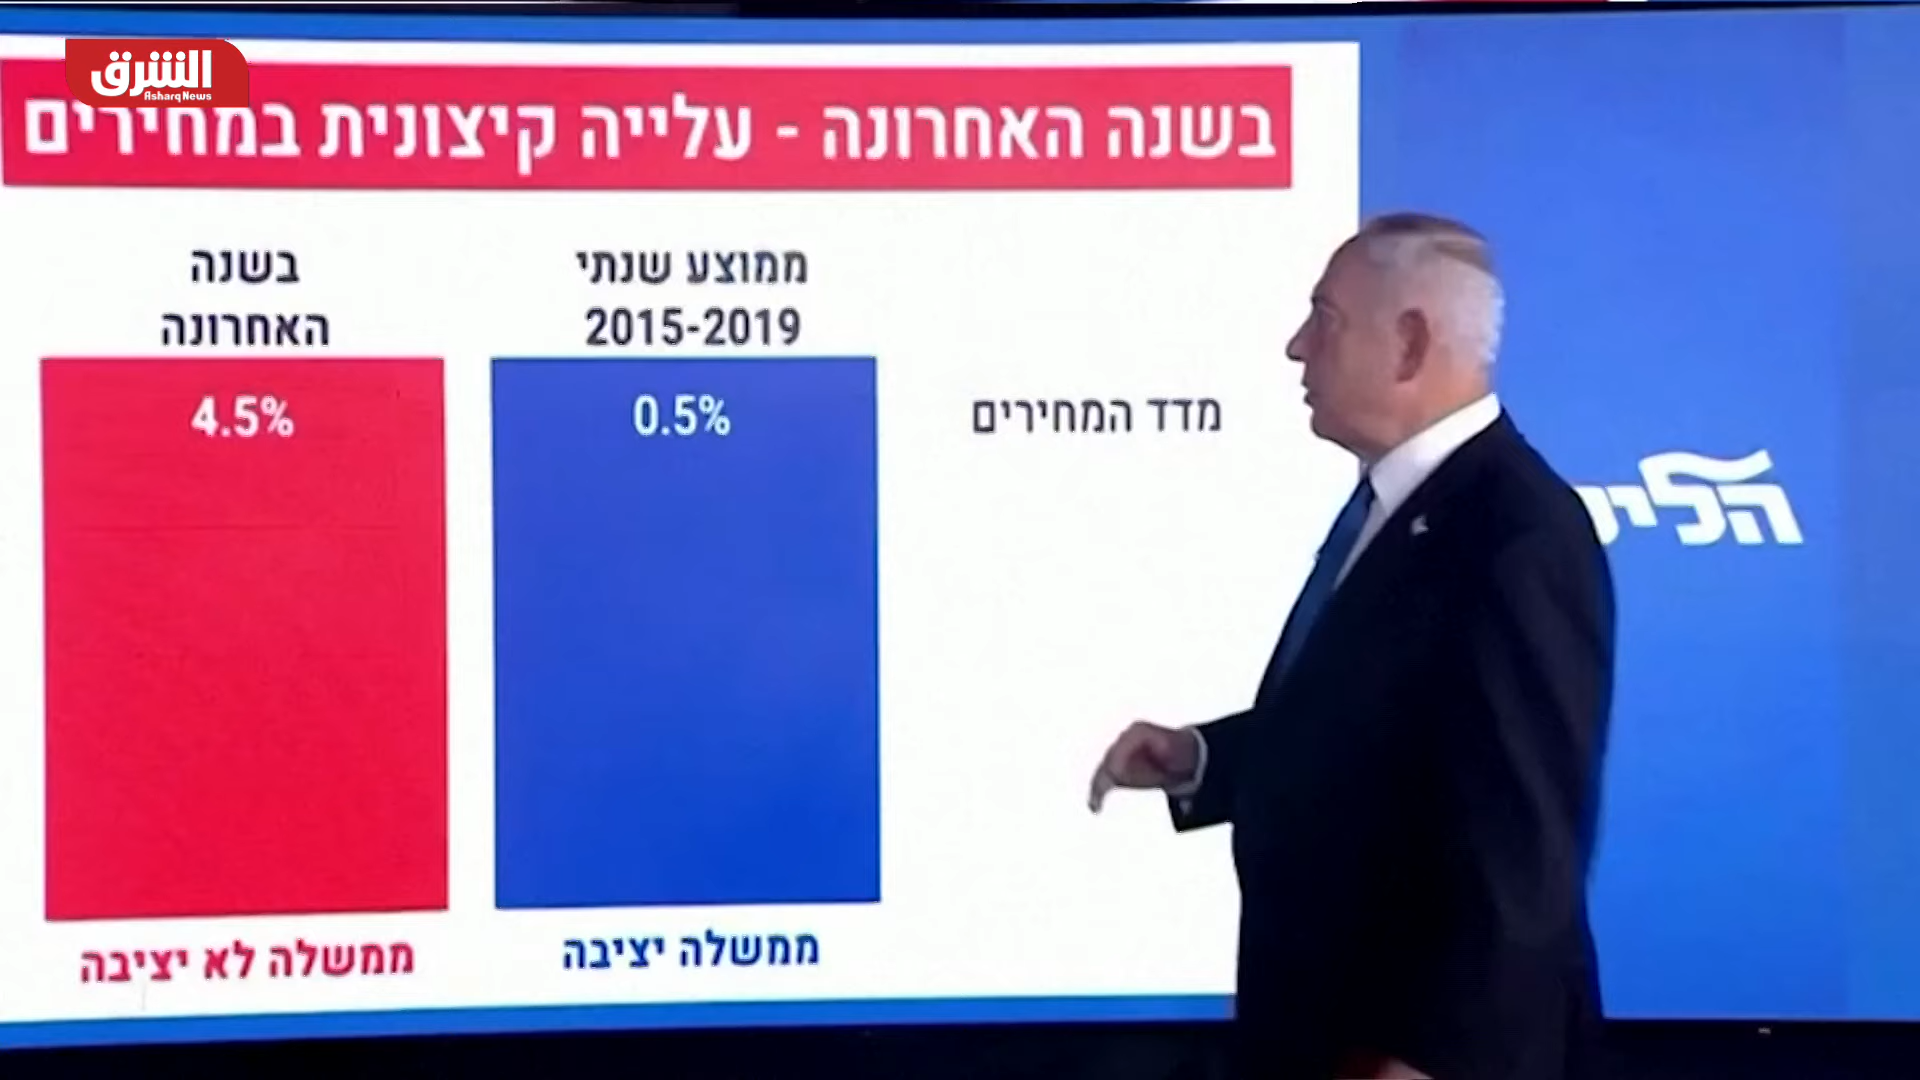 الشرق
Asharq News
בשנה האחרונה - עלייה קיצונית במחירים
ממוצע שנתי
2015-2019
בשנה
האחרונה
מדד המחירים
0.5%
4.5%
ממשלה יציבה
ממשלה לא יציבה